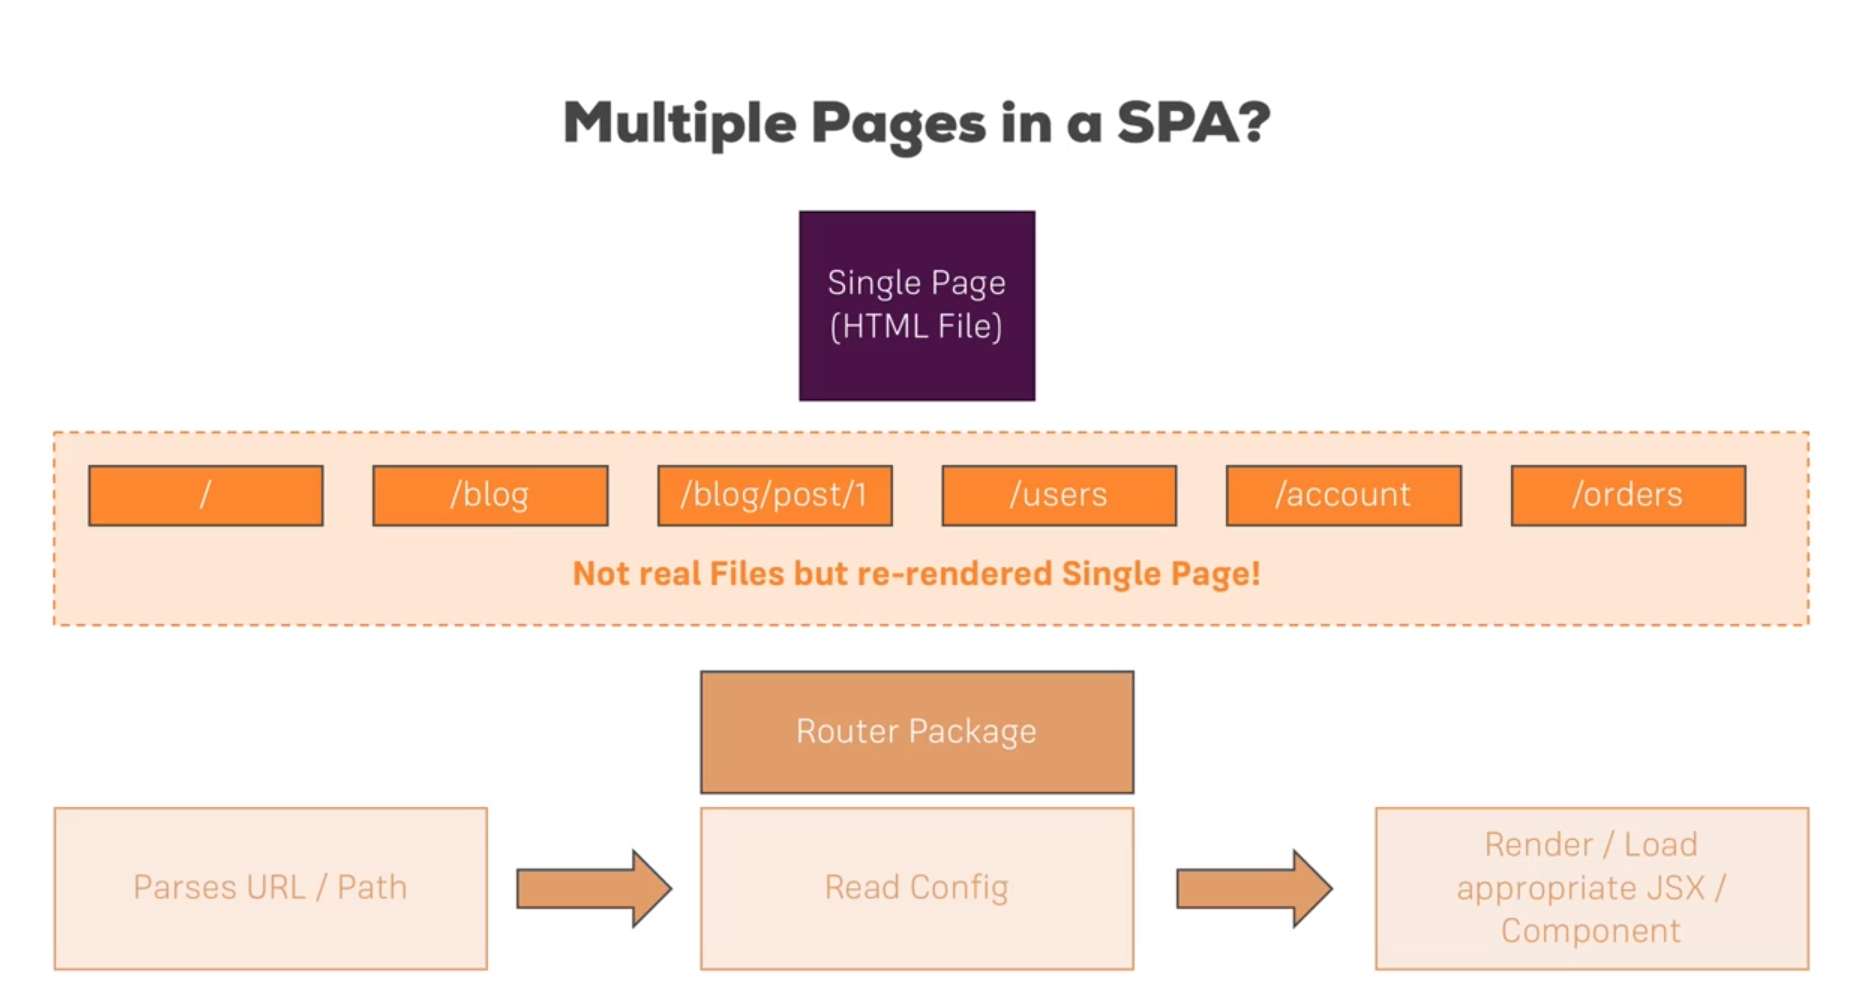 Multiple Pages in a SPA?
Single Page
(HTML File)
/
/blog
/blog/post/1
/users
/account
/orders
Not real Files but re-rendered Single Page!
Router Package
Parses URL / Path
Read Config
Render / Load
appropriate JSX /
Component